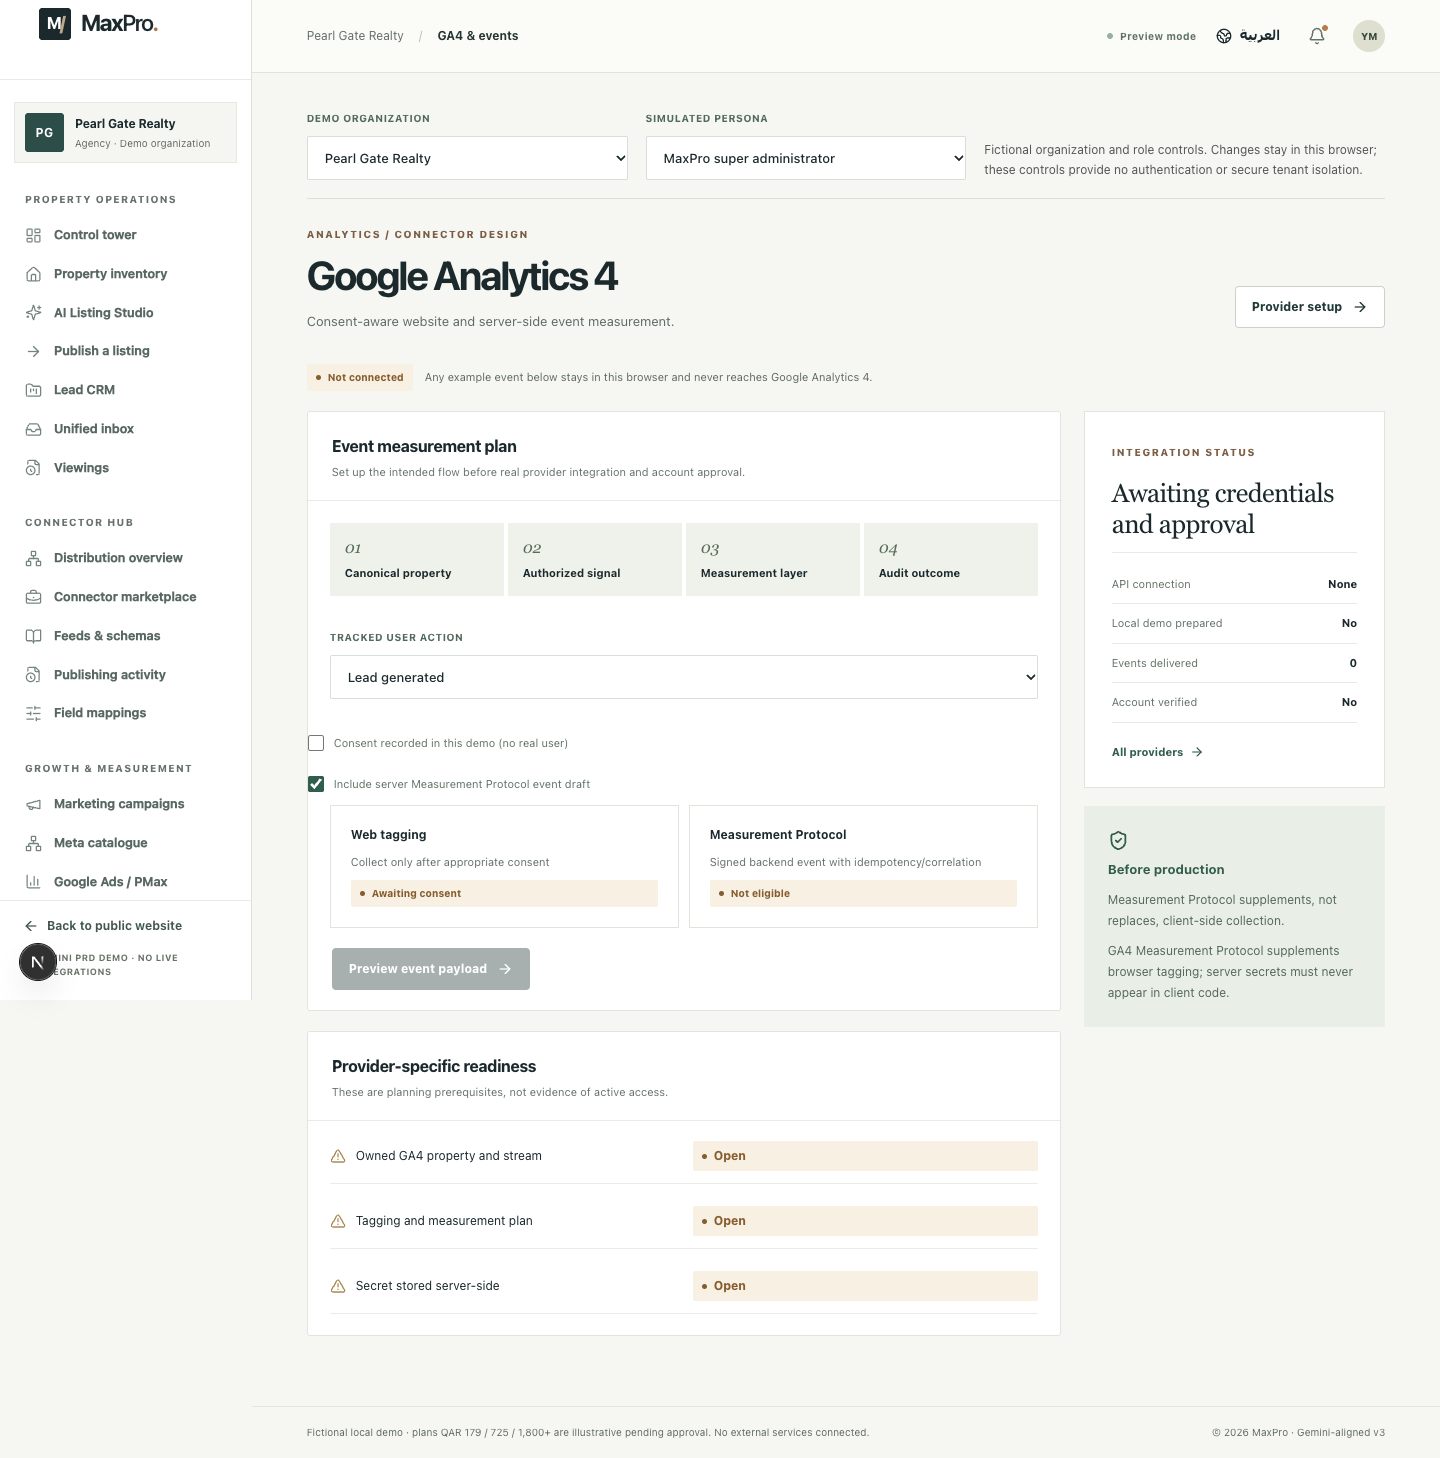 MaxPro.
Pearl Gate Realty / GA4 & events
Preview mode
العربية
YM
PG
Pearl Gate Realty
Agency · Demo organization
PROPERTY OPERATIONS
Control tower
Property inventory
AI Listing Studio
Publish a listing
Lead CRM
Unified inbox
Viewings
CONNECTOR HUB
Distribution overview
Connector marketplace
Feeds & schemas
Publishing activity
Field mappings
GROWTH & MEASUREMENT
Marketing campaigns
Meta catalogue
Google Ads / PMax
Back to public website
PRD DEMO · NO LIVE
N
DEMO ORGANIZATION
Pearl Gate Realty
SIMULATED PERSONA
MaxPro super administrator
Fictional organization and role controls. Changes stay in this browser;
these controls provide no authentication or secure tenant isolation.
ANALYTICS / CONNECTOR DESIGN
Google Analytics 4
Consent-aware website and server-side event measurement.
Provider setup
Not connected
Any example event below stays in this browser and never reaches Google Analytics 4.
Event measurement plan
Set up the intended flow before real provider integration and account approval.
01
Canonical property
02
Authorized signal
03
Measurement layer
04
Audit outcome
TRACKED USER ACTION
Lead generated
Consent recorded in this demo (no real user)
Include server Measurement Protocol event draft
Web tagging
Collect only after appropriate consent
Awaiting consent
Measurement Protocol
Signed backend event with idempotency/correlation
Not eligible
Preview event payload
INTEGRATION STATUS
Awaiting credentials
and approval
API connection None
Local demo prepared No
Events delivered 0
Account verified No
All providers
Before production
Measurement Protocol supplements, not
replaces, client-side collection.
GA4 Measurement Protocol supplements
browser tagging; server secrets must never
appear in client code.
Provider-specific readiness
These are planning prerequisites, not evidence of active access.
Owned GA4 property and stream Open
Tagging and measurement plan Open
Secret stored server-side Open
Fictional local demo · plans QAR 179 / 725 / 1,800+ are illustrative pending approval. No external services connected.
© 2026 MaxPro · Gemini-aligned v3